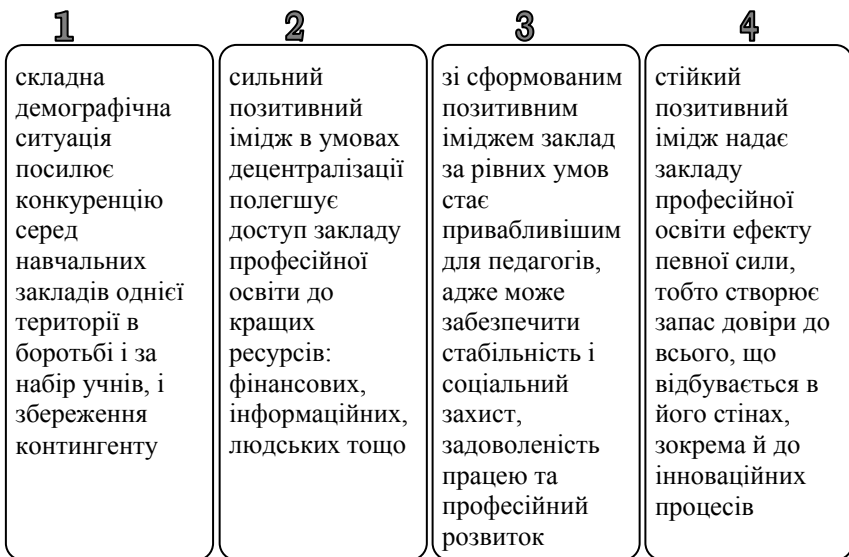 1
складна
демографічна
ситуація
посилює
конкуренцію
серед
навчальних
закладів однієї
території в
боротьбі і за
набір учнів, і
збереження
контингенту
2
сильний
позитивний
імідж в умовах
децентралізації
полегшує
доступ закладу
професійної
освіти до
кращих
ресурсів:
фінансових,
інформаційних,
людських тощо
3
зі сформованим
позитивним
іміджем заклад
за рівних умов
стає
привабливішим
для педагогів,
адже може
забезпечити
стабільність і
соціальний
захист,
задоволеність
працею та
професійний
розвиток
4
стійкий
позитивний
імідж надає
закладу
професійної
освіти ефекту
певної сили,
тобто створює
запас довіри до
всього, що
відбувається в
його стінах,
зокрема й до
інноваційних
процесів